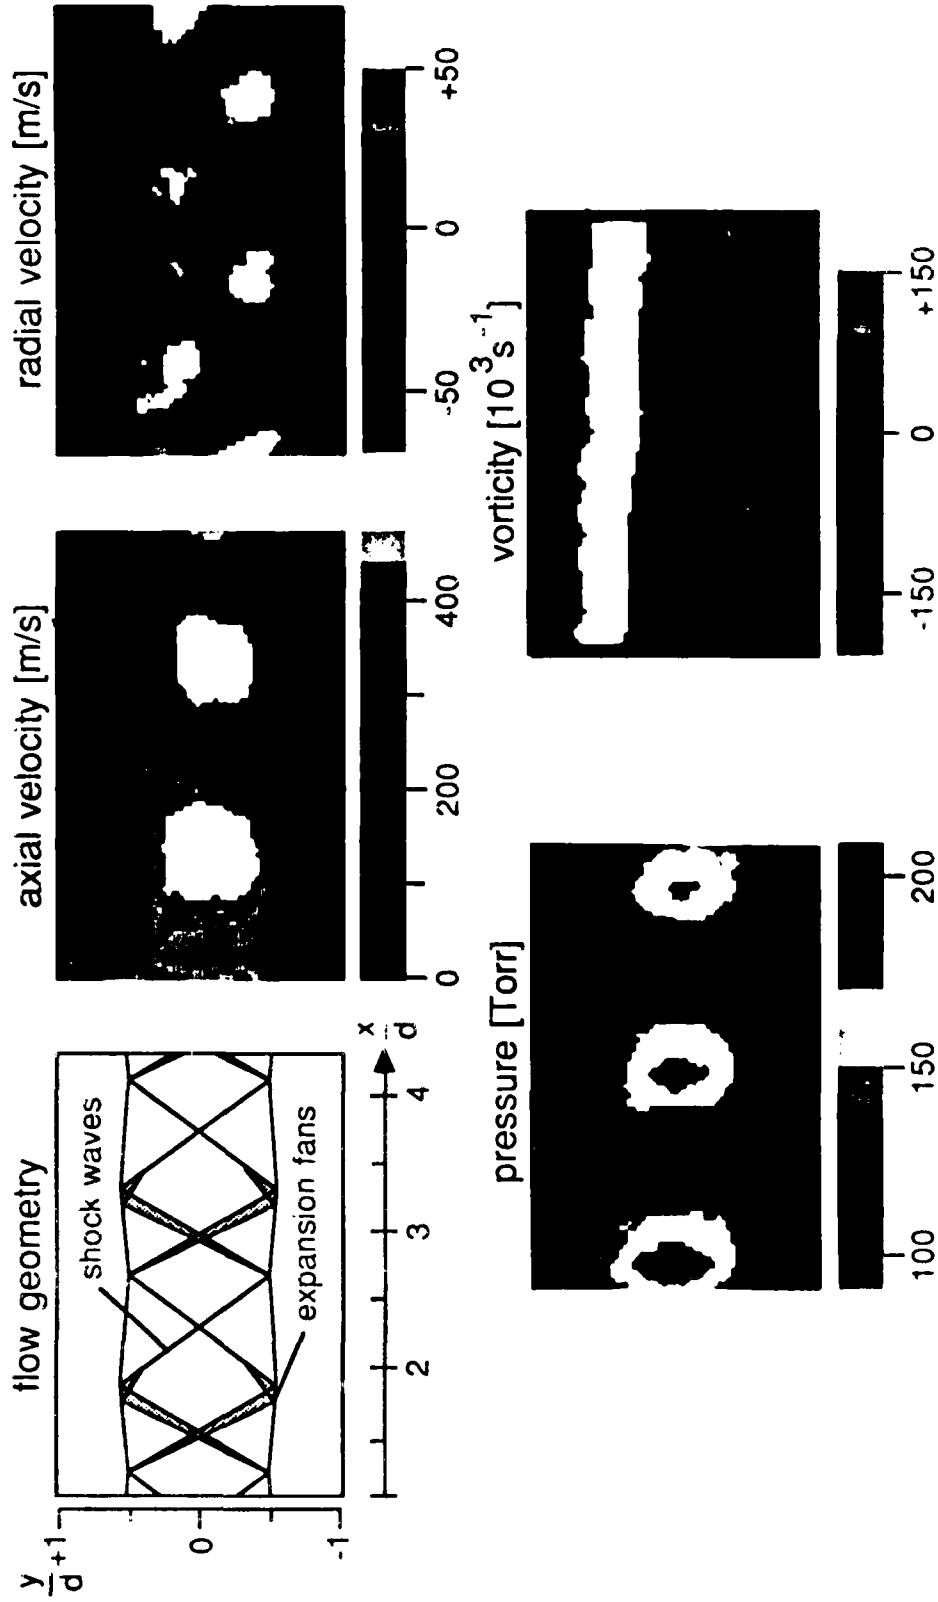 flow geometry
y/d
+1
0
-1
shock waves
expansion fans
2
3
4
x/d
axial velocity [m/s]
0
200
400
radial velocity [m/s]
-50
0
+50
pressure [Torr]
100
150
200
vorticity [10³s⁻¹]
-150
0
+150